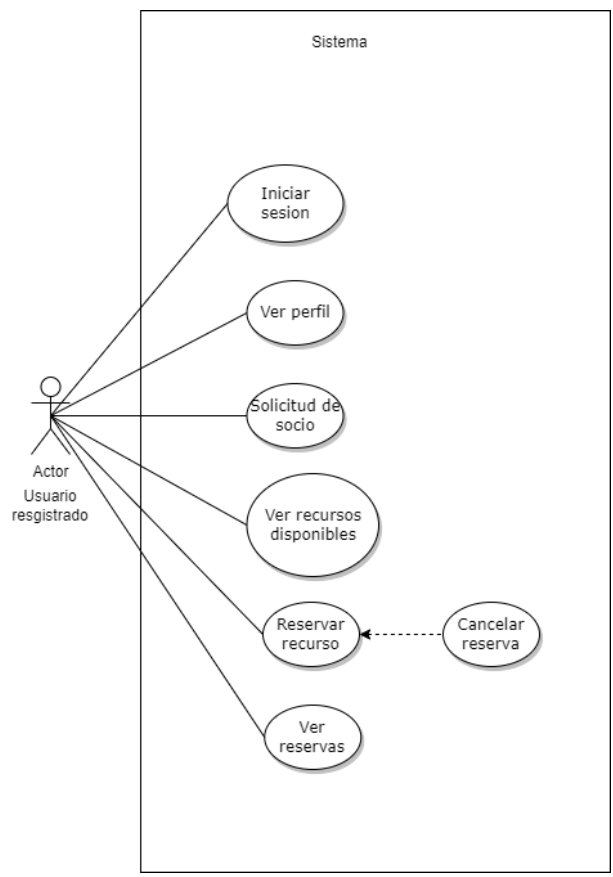 Sistema
Iniciar
sesion
Ver perfil
Solicitud de
socio
Actor
Usuario
resgistrado
Ver recursos
disponibles
Reservar
recurso
Cancelar
reserva
Ver
reservas